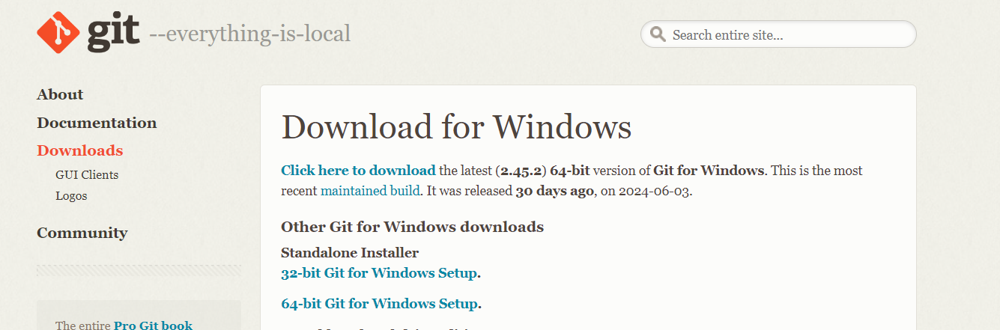 git --everything-is-local
Search entire site...
About
Documentation
Downloads
GUI Clients
Logos
Community
The entire Pro Git book
Download for Windows
Click here to download the latest (2.45.2) 64-bit version of Git for Windows. This is the most
recent maintained build. It was released 30 days ago, on 2024-06-03.
Other Git for Windows downloads
Standalone Installer
32-bit Git for Windows Setup.
64-bit Git for Windows Setup.